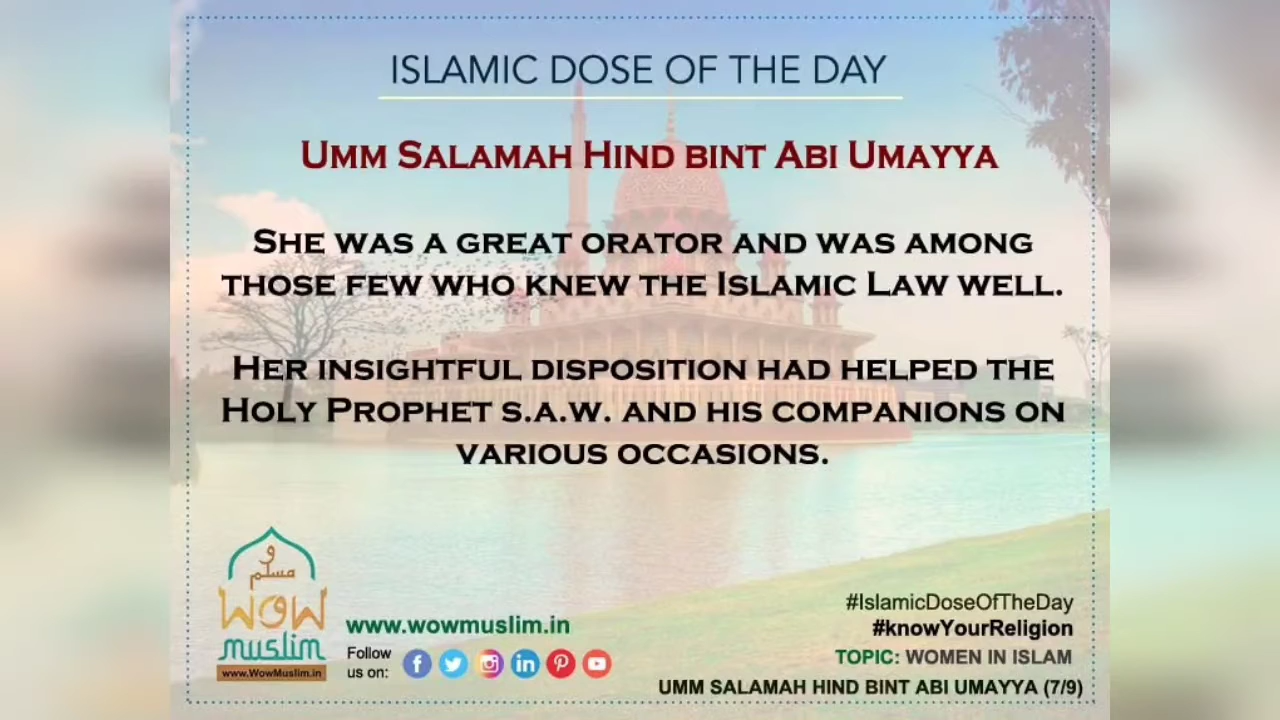 ISLAMIC DOSE OF THE DAY
UMM SALAMAH HIND BINT ABI UMAYYA
SHE WAS A GREAT ORATOR AND WAS AMONG
THOSE FEW WHO KNEW THE ISLAMIC LAW WELL.
HER INSIGHTFUL DISPOSITION HAD HELPED THE
HOLY PROPHET S.A.W. AND HIS COMPANIONS ON
VARIOUS OCCASIONS.
و
مسلم
WOW
muslim
www.WowMuslim.in
www.wowmuslim.in
Follow
us on:
#IslamicDoseOfTheDay
#knowYourReligion
TOPIC: WOMEN IN ISLAM
UMM SALAMAH HIND BINT ABI UMAYYA (7/9)